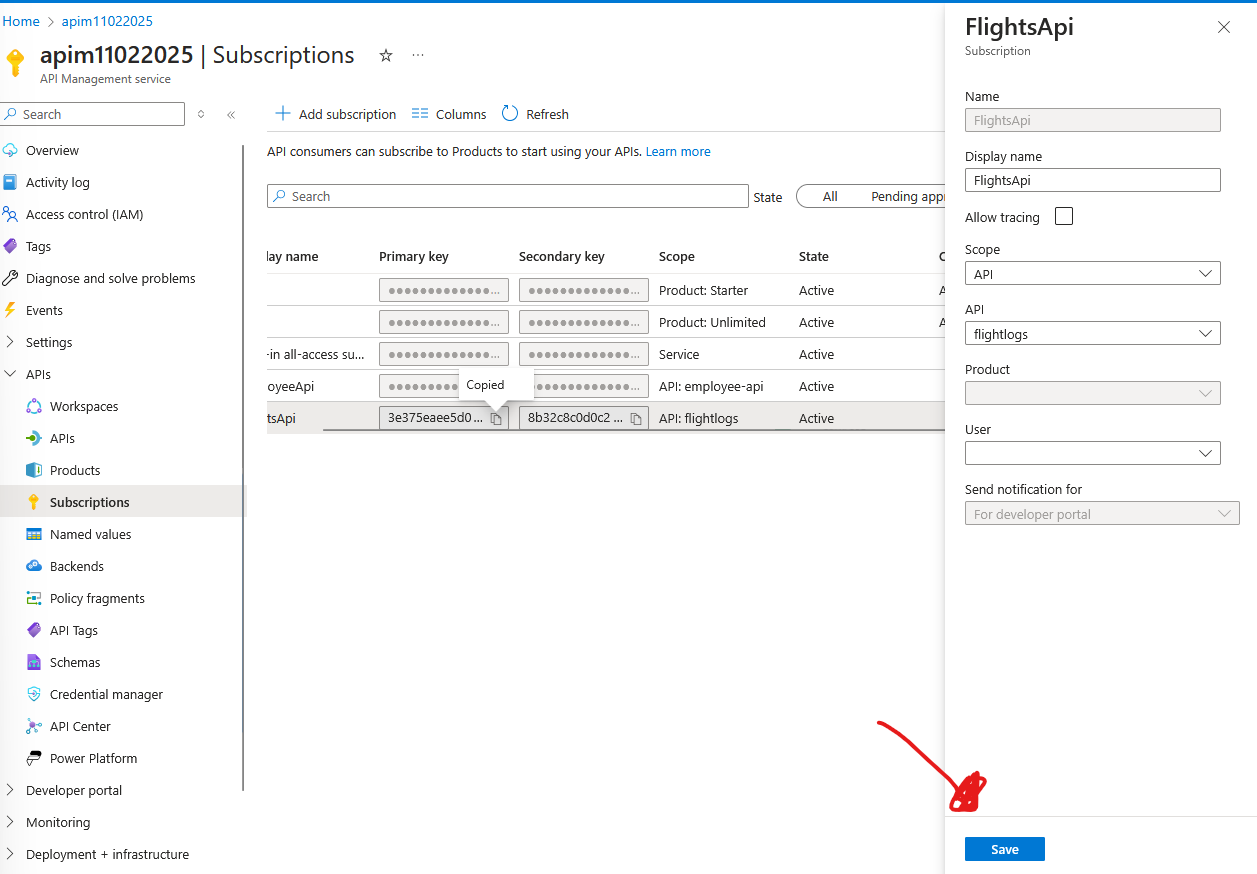 Home > apim11022025
apim11022025 | Subscriptions
API Management service
Search
Overview
Activity log
Access control (IAM)
Tags
Diagnose and solve problems
Events
Settings
APIs
Workspaces
APIs
Products
Subscriptions
Named values
Backends
Policy fragments
API Tags
Schemas
Credential manager
API Center
Power Platform
Developer portal
Monitoring
Deployment + infrastructure
Add subscription Columns Refresh
API consumers can subscribe to Products to start using your APIs. Learn more
Search State All Pending appr
lay name Primary key Secondary key Scope State
Product: Starter Active
Product: Unlimited Active
-in all-access su... Service Active
Copied
oyeeApi API: employee-api Active
tsApi 3e375eaee5d0 ... 8b32c8c0d0c2 ... API: flightlogs Active
FlightsApi
Subscription
Name
FlightsApi
Display name
FlightsApi
Allow tracing
Scope
API
API
flightlogs
Product
User
Send notification for
For developer portal
Save